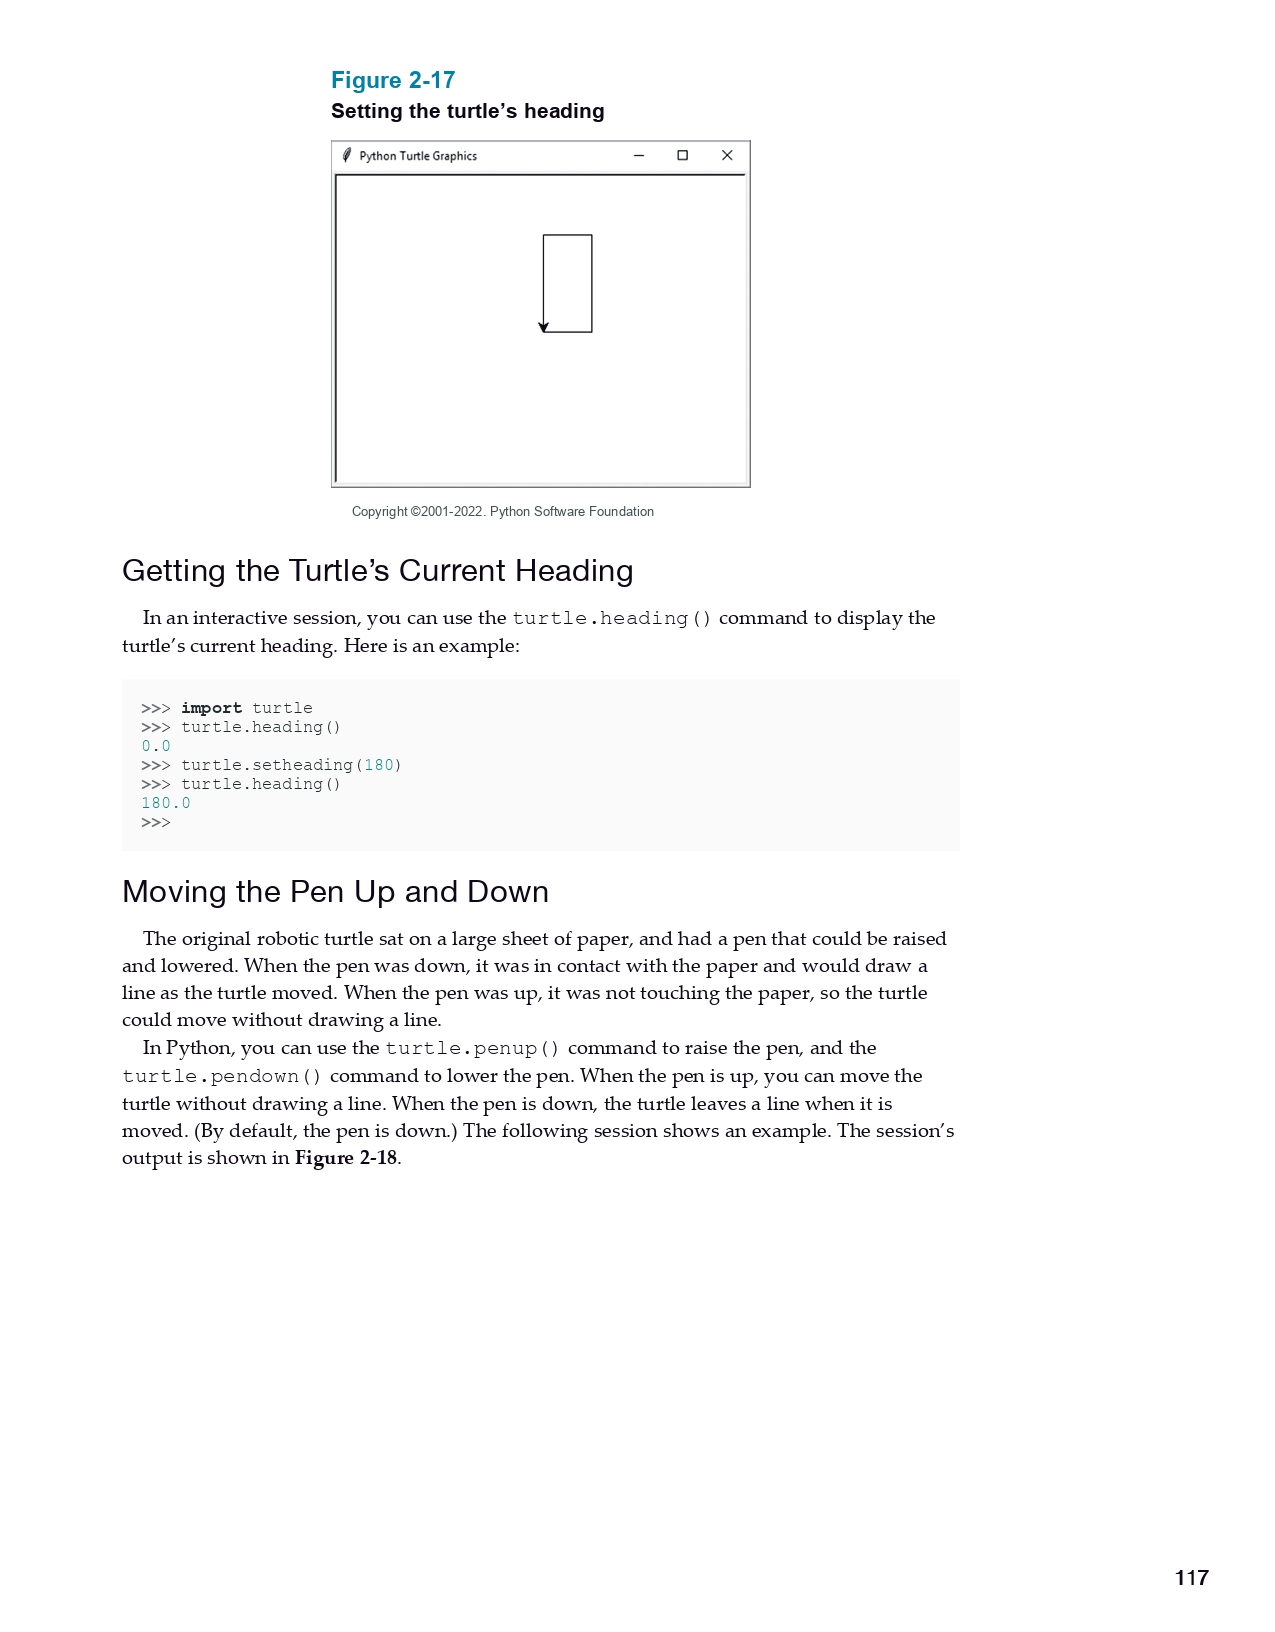 Figure 2-17
Setting the turtle’s heading
Python Turtle Graphics
Copyright ©2001-2022. Python Software Foundation
Getting the Turtle’s Current Heading
In an interactive session, you can use the turtle.heading() command to display the
turtle’s current heading. Here is an example:
>>> import turtle
>>> turtle.heading()
0.0
>>> turtle.setheading(180)
>>> turtle.heading()
180.0
>>>
Moving the Pen Up and Down
The original robotic turtle sat on a large sheet of paper, and had a pen that could be raised
and lowered. When the pen was down, it was in contact with the paper and would draw a
line as the turtle moved. When the pen was up, it was not touching the paper, so the turtle
could move without drawing a line.
In Python, you can use the turtle.penup() command to raise the pen, and the
turtle.pendown() command to lower the pen. When the pen is up, you can move the
turtle without drawing a line. When the pen is down, the turtle leaves a line when it is
moved. (By default, the pen is down.) The following session shows an example. The session’s
output is shown in Figure 2-18.
117